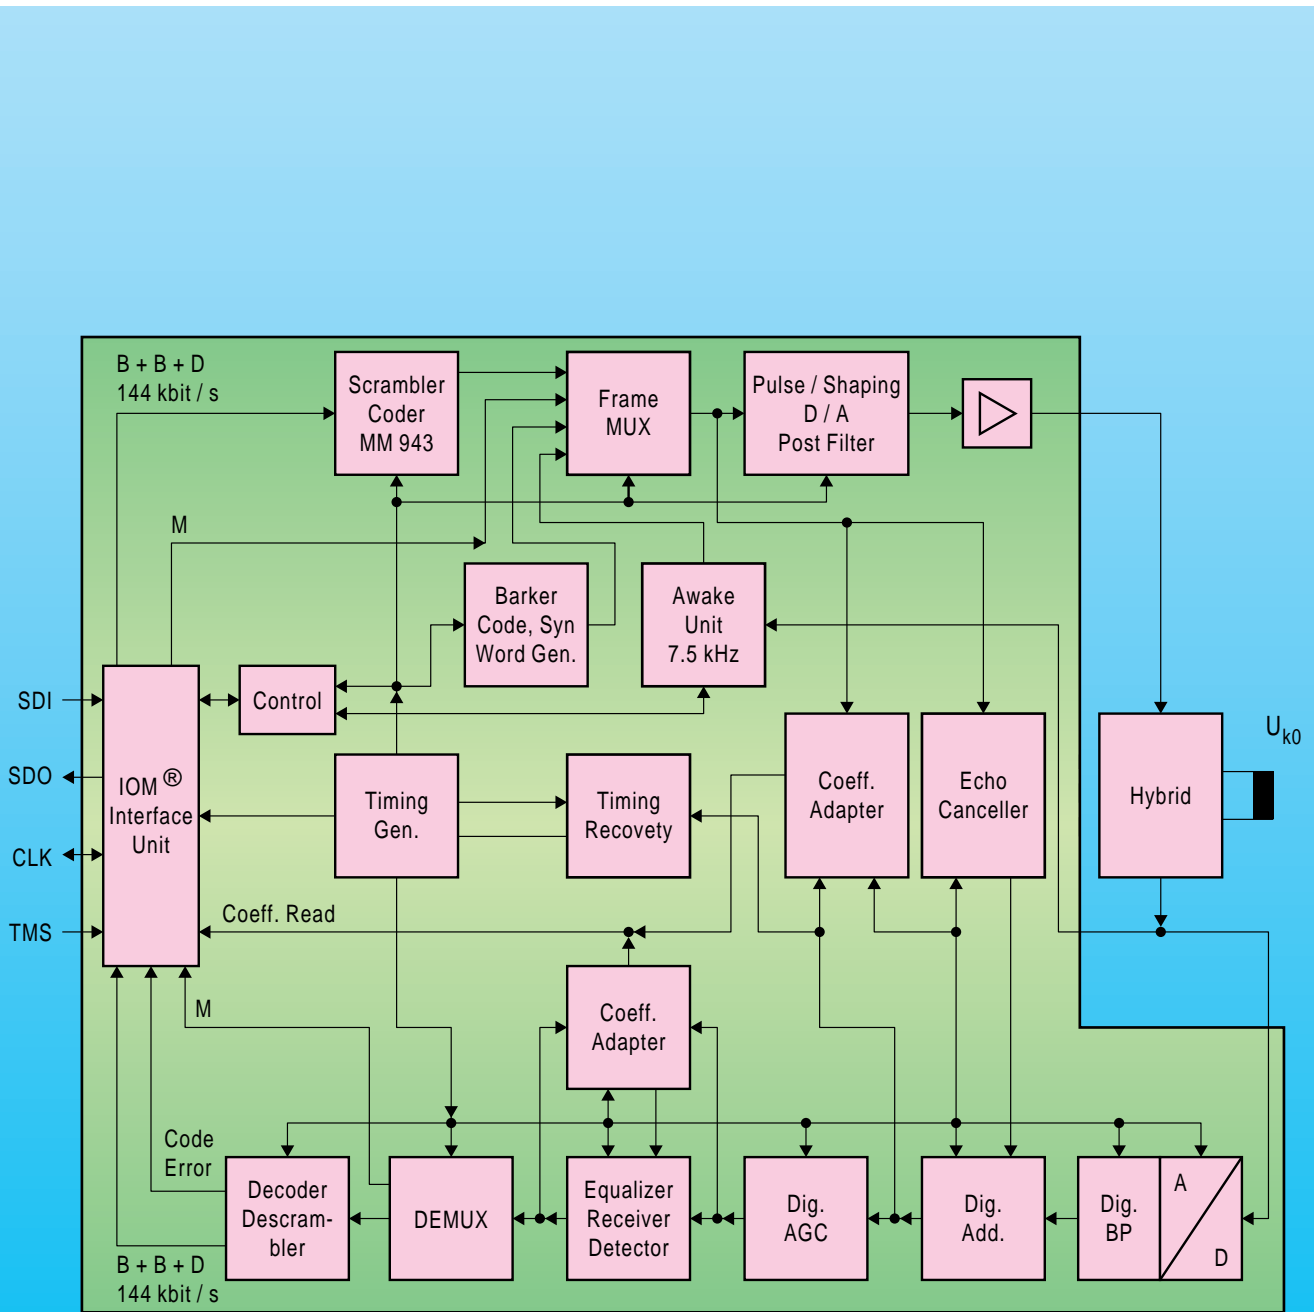 B + B + D
144 kbit / s
Scrambler
Coder
MM 943
Frame
MUX
Pulse / Shaping
D / A
Post Filter
M
Barker
Code, Syn
Word Gen.
Awake
Unit
7.5 kHz
SDI
SDO
CLK
TMS
IOM ®
Interface
Unit
Control
Timing
Gen.
Timing
Recovety
Coeff.
Adapter
Echo
Canceller
Hybrid
Uk0
Coeff. Read
M
Coeff.
Adapter
Code
Error
Decoder
Descram-
bler
DEMUX
Equalizer
Receiver
Detector
Dig.
AGC
Dig.
Add.
Dig.
BP
A
D
B + B + D
144 kbit / s